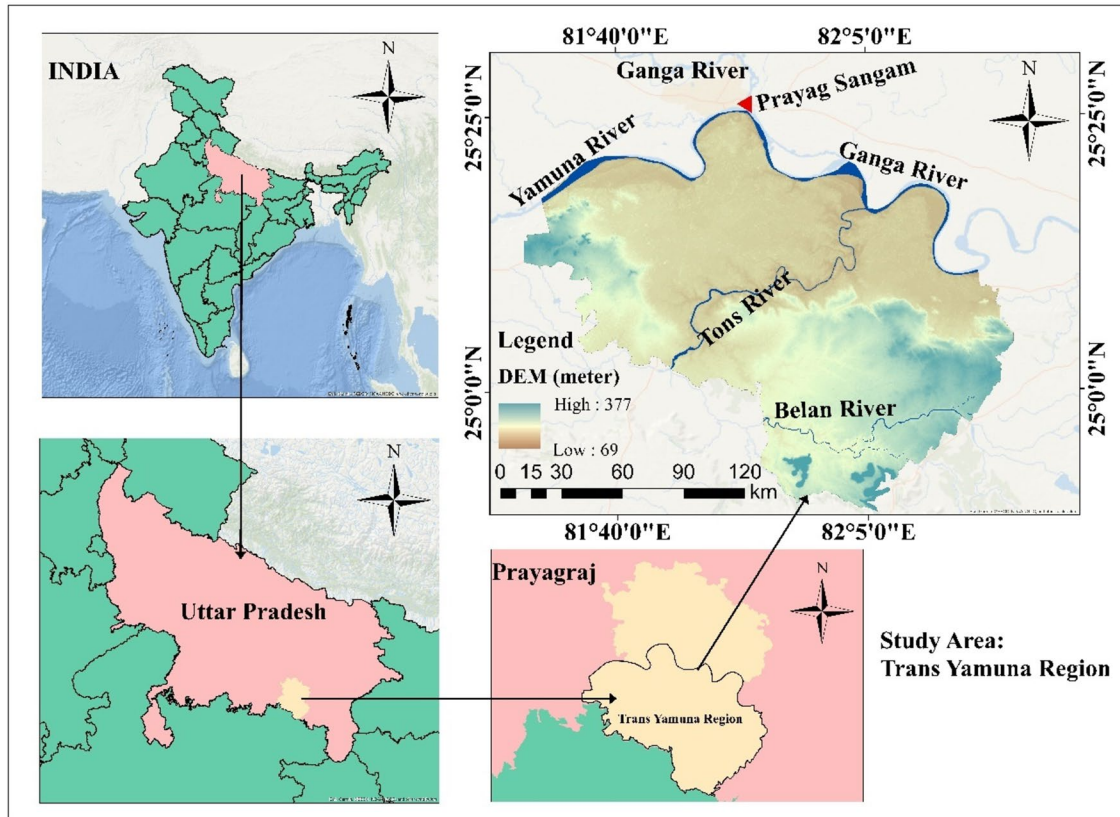 INDIA
N
81°40'0"E
82°5'0"E
25°25'0"N
25°25'0"N
N
Ganga River
Prayag Sangam
Yamuna River
Ganga River
Tons River
Belan River
Legend
DEM (meter)
High : 377
Low : 69
0 15 30 60 90 120
km
25°0'0"N
25°0'0"N
81°40'0"E
82°5'0"E
N
Uttar Pradesh
Prayagraj
N
Trans Yamuna Region
Study Area:
Trans Yamuna Region